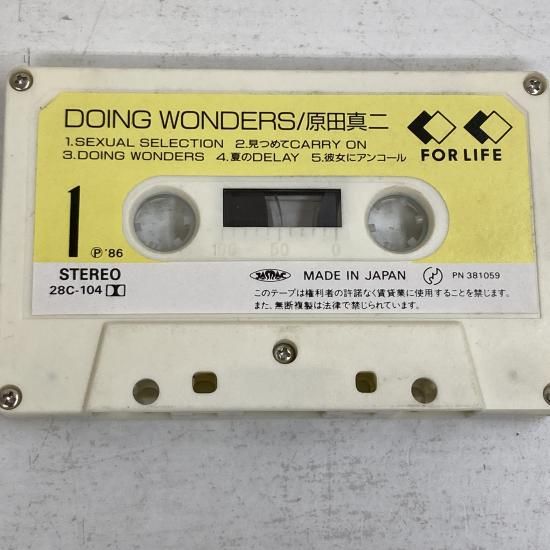 DOING WONDERS/原田真二
1.SEXUAL SELECTION 2.見つめてCARRY ON
3.DOING WONDERS 4.夏のDELAY 5.彼女にアンコール
FOR LIFE
1
Ⓟ'86
100 50 0
STEREO
28C-104
JASRAC
MADE IN JAPAN
PN 381059
このテープは権利者の許諾なく賃貸業に使用することを禁じます。
また、無断複製は法律で禁じられています。